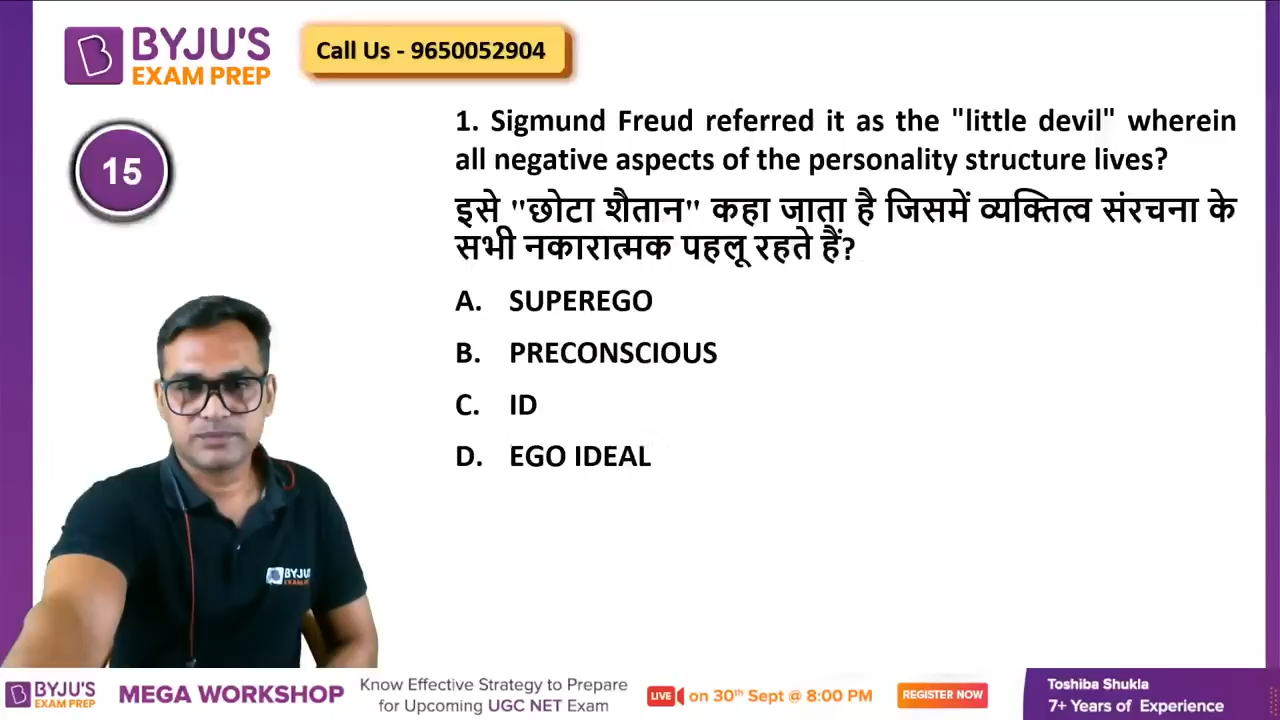 BYJU'S
EXAM PREP
Call Us - 9650052904
15
1. Sigmund Freud referred it as the "little devil" wherein
all negative aspects of the personality structure lives?
इसे "छोटा शैतान" कहा जाता है जिसमें व्यक्तित्व संरचना के
सभी नकारात्मक पहलू रहते हैं?
A. SUPEREGO
B. PRECONSCIOUS
C. ID
D. EGO IDEAL
BYJU'S
EXAM PREP
MEGA WORKSHOP
Know Effective Strategy to Prepare
for Upcoming UGC NET Exam
LIVE on 30th Sept @ 8:00 PM
REGISTER NOW
Toshiba Shukla
7+ Years of Experience